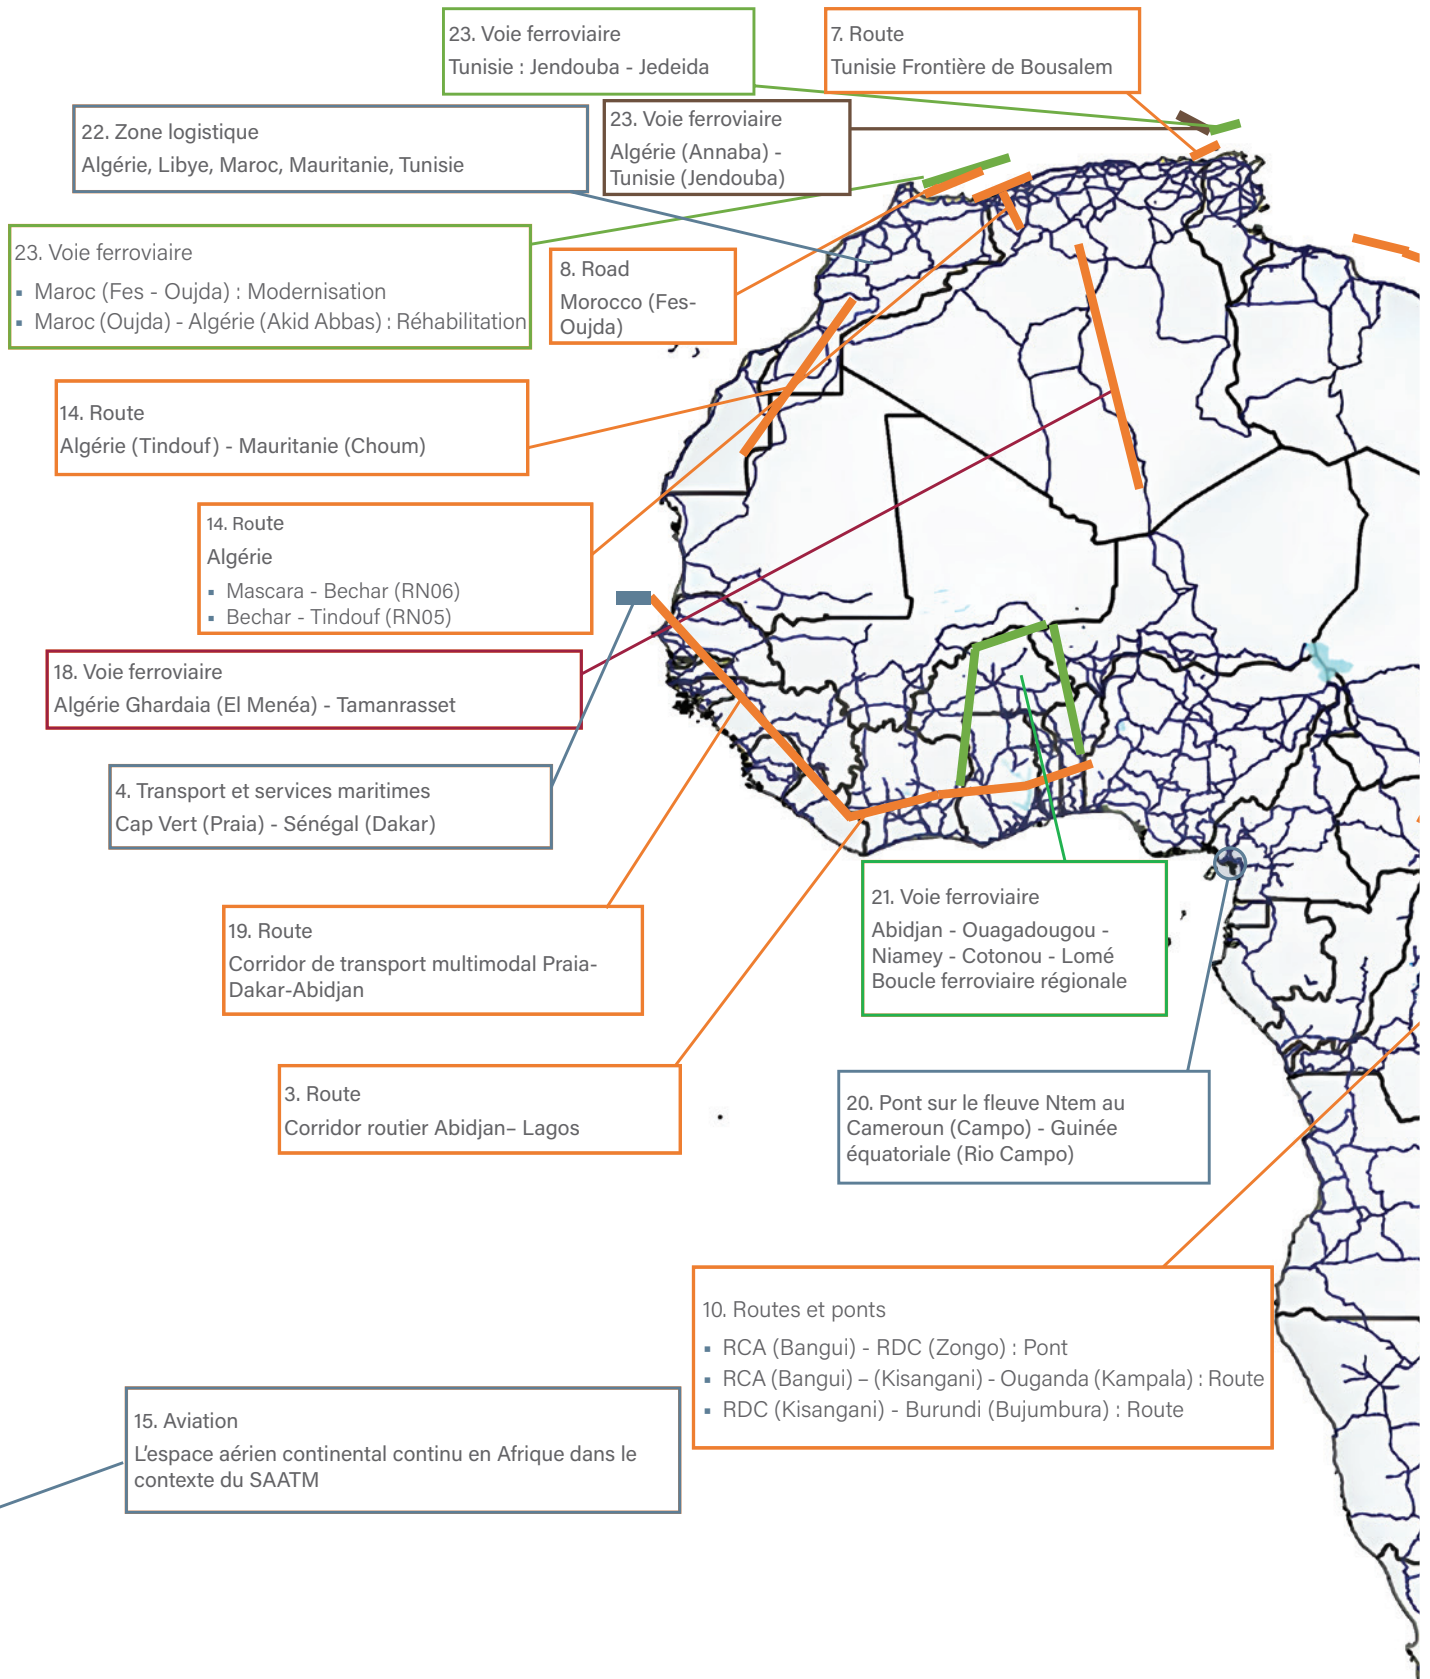 23. Voie ferroviaire
Tunisie : Jendouba - Jedeida
7. Route
Tunisie Frontière de Bousalem
22. Zone logistique
Algérie, Libye, Maroc, Mauritanie, Tunisie
23. Voie ferroviaire
Algérie (Annaba) -
Tunisie (Jendouba)
23. Voie ferroviaire
▪ Maroc (Fes - Oujda) : Modernisation
▪ Maroc (Oujda) - Algérie (Akid Abbas) : Réhabilitation
8. Road
Morocco (Fes-
Oujda)
14. Route
Algérie (Tindouf) - Mauritanie (Choum)
14. Route
Algérie
▪ Mascara - Bechar (RN06)
▪ Bechar - Tindouf (RN05)
18. Voie ferroviaire
Algérie Ghardaia (El Menéa) - Tamanrasset
4. Transport et services maritimes
Cap Vert (Praia) - Sénégal (Dakar)
19. Route
Corridor de transport multimodal Praia-
Dakar-Abidjan
21. Voie ferroviaire
Abidjan - Ouagadougou -
Niamey - Cotonou - Lomé
Boucle ferroviaire régionale
3. Route
Corridor routier Abidjan– Lagos
20. Pont sur le fleuve Ntem au
Cameroun (Campo) - Guinée
équatoriale (Rio Campo)
10. Routes et ponts
▪ RCA (Bangui) - RDC (Zongo) : Pont
▪ RCA (Bangui) – (Kisangani) - Ouganda (Kampala) : Route
▪ RDC (Kisangani) - Burundi (Bujumbura) : Route
15. Aviation
L'espace aérien continental continu en Afrique dans le
contexte du SAATM